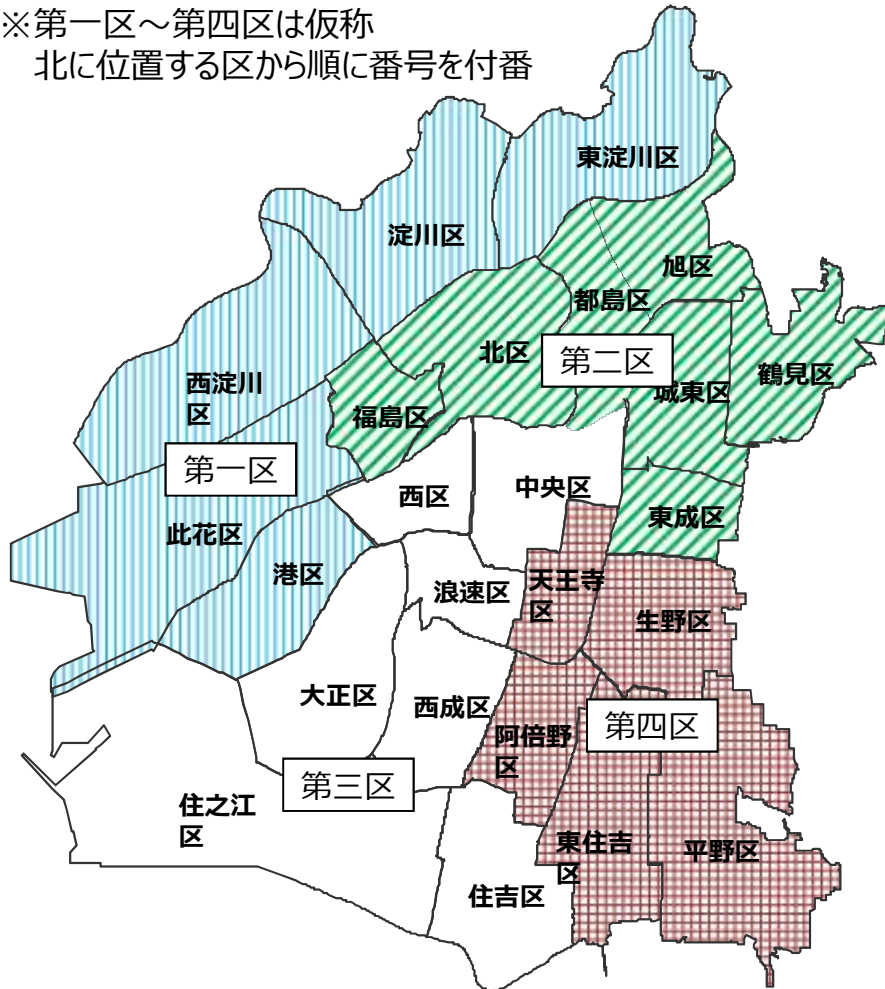 ※第一区~第四区は仮称
北に位置する区から順に番号を付番
東淀川区
淀川区
旭区
都島区
北区
第二区
鶴見区
西淀川
区
城東区
福島区
第一区
西区
中央区
東成区
此花区
港区
浪速区
天王寺
区
生野区
大正区
西成区
阿倍野
区
第四区
第三区
住之江
区
東住吉
区
平野区
住吉区